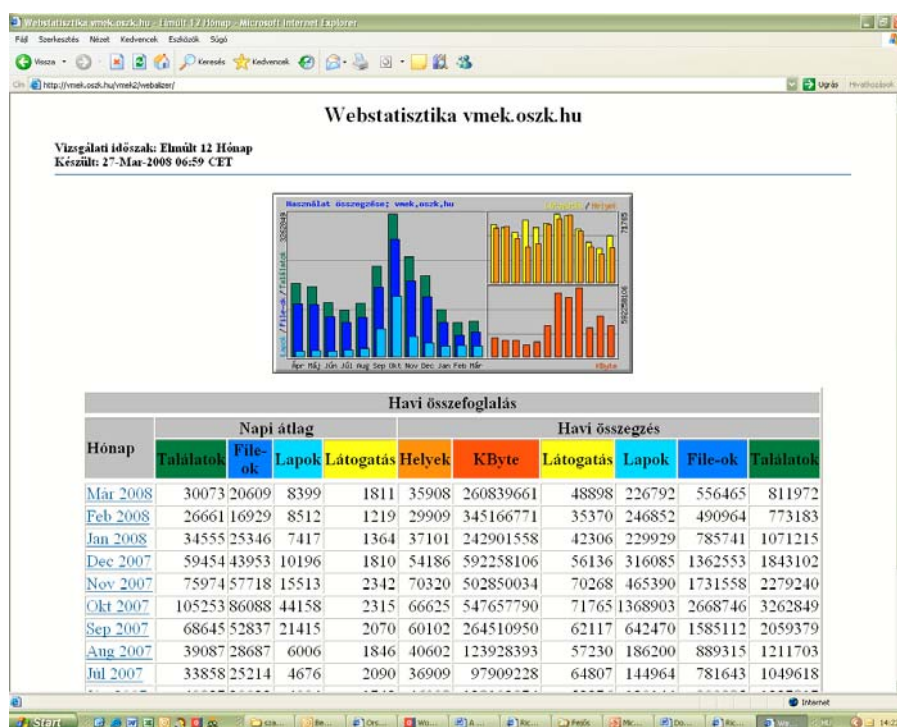 Webstatisztika vmek.oszk.hu - Elmúlt 12 Hónap - Microsoft Internet Explorer
Fájl Szerkesztés Nézet Kedvencek Eszközök Súgó
Vissza Keresés Kedvencek
Cím http://vmek.oszk.hu/vmek2/webalizer/ Ugrás Hivatkozások
Webstatisztika vmek.oszk.hu
Vizsgálati időszak: Elmúlt 12 Hónap
Készült: 27-Mar-2008 06:59 CET
Használat összegzése: vmek.oszk.hu Látogatás / Helyek
3262849 71765
Lapok / File-ok / Találatok
592258106
Ápr Máj Jún Júl Aug Sep Okt Nov Dec Jan Feb Már KByte
Havi összefoglalás
Hónap Napi átlag Havi összegzés
Találatok File-ok Lapok Látogatás Helyek KByte Látogatás Lapok File-ok Találatok
Már 2008 30073 20609 8399 1811 35908 260839661 48898 226792 556465 811972
Feb 2008 26661 16929 8512 1219 29909 345166771 35370 246852 490964 773183
Jan 2008 34555 25346 7417 1364 37101 242901558 42306 229929 785741 1071215
Dec 2007 59454 43953 10196 1810 54186 592258106 56136 316085 1362553 1843102
Nov 2007 75974 57718 15513 2342 70320 502850034 70268 465390 1731558 2279240
Okt 2007 105253 86088 44158 2315 66625 547657790 71765 1368903 2668746 3262849
Sep 2007 68645 52837 21415 2070 60102 264510950 62117 642470 1585112 2059379
Aug 2007 39087 28687 6006 1846 40602 123928393 57230 186200 889315 1211703
Júl 2007 33858 25214 4676 2090 36909 97909228 64807 144964 781643 1049618
Internet
Start